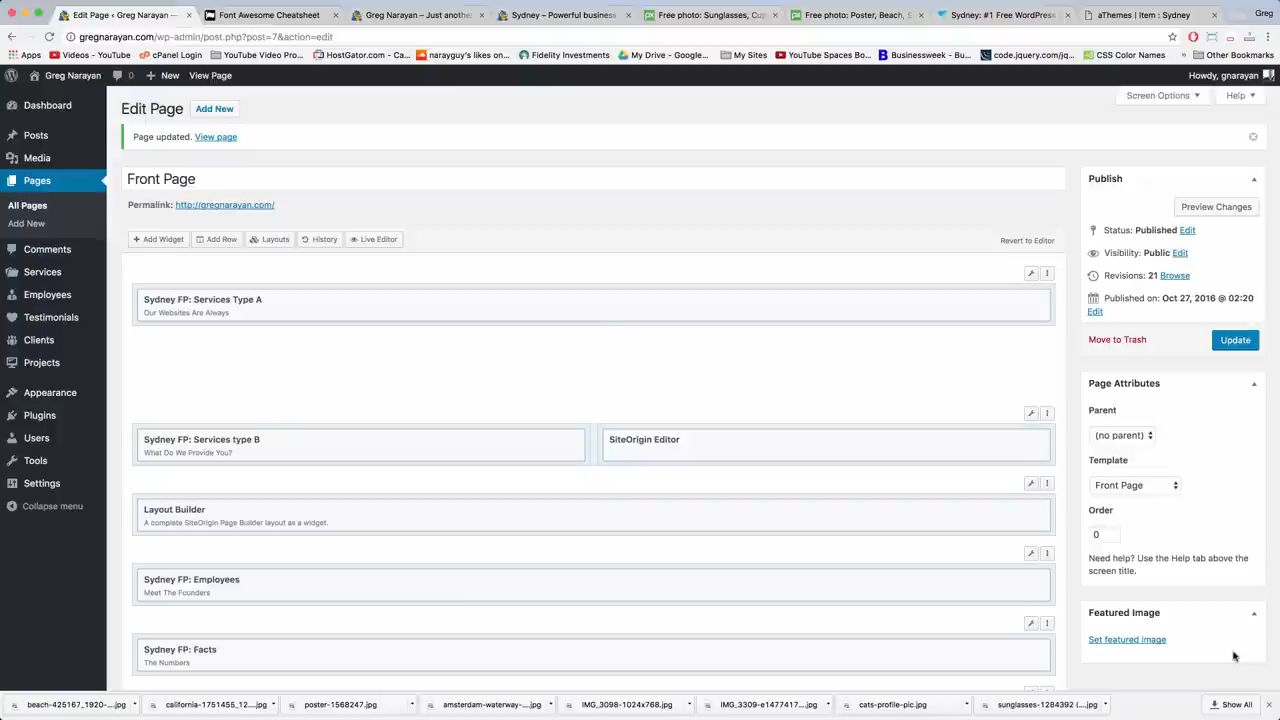 Edit Page ‹ Greg Narayan — W
Font Awesome Cheatsheet
Greg Narayan – Just another
Sydney – Powerful business
Free photo: Sunglasses, Cup
Free photo: Poster, Beach, S
Sydney: #1 Free WordPress
aThemes | Item : Sydney
Greg
gregnarayan.com/wp-admin/post.php?post=7&action=edit
Apps
Videos - YouTube
cPanel Login
YouTube Video Pro...
HostGator.com - Ca...
narayguy's likes on...
Fidelity Investments
My Drive - Google...
My Sites
YouTube Spaces Bo...
Businessweek - Bu...
code.jquery.com/jq...
CSS Color Names
Other Bookmarks
Greg Narayan
0
New
View Page
Howdy, gnarayan
Dashboard
Posts
Media
Pages
All Pages
Add New
Comments
Services
Employees
Testimonials
Clients
Projects
Appearance
Plugins
Users
Tools
Settings
Collapse menu
Screen Options
Help
Edit Page
Add New
Page updated. View page
Front Page
Permalink: http://gregnarayan.com/
Add Widget
Add Row
Layouts
History
Live Editor
Revert to Editor
Sydney FP: Services Type A
Our Websites Are Always
Sydney FP: Services type B
What Do We Provide You?
SiteOrigin Editor
Layout Builder
A complete SiteOrigin Page Builder layout as a widget.
Sydney FP: Employees
Meet The Founders
Sydney FP: Facts
The Numbers
Publish
Preview Changes
Status: Published Edit
Visibility: Public Edit
Revisions: 21 Browse
Published on: Oct 27, 2016 @ 02:20
Edit
Move to Trash
Update
Page Attributes
Parent
(no parent)
Template
Front Page
Order
0
Need help? Use the Help tab above the
screen title.
Featured Image
Set featured image
beach-425167_1920-...jpg
california-1751455_12....jpg
poster-1568247.jpg
amsterdam-waterway-....jpg
IMG_3098-1024x768.jpg
IMG_3309-e1477417...jpg
cats-profile-pic.jpg
sunglasses-1284392 (...jpg
Show All